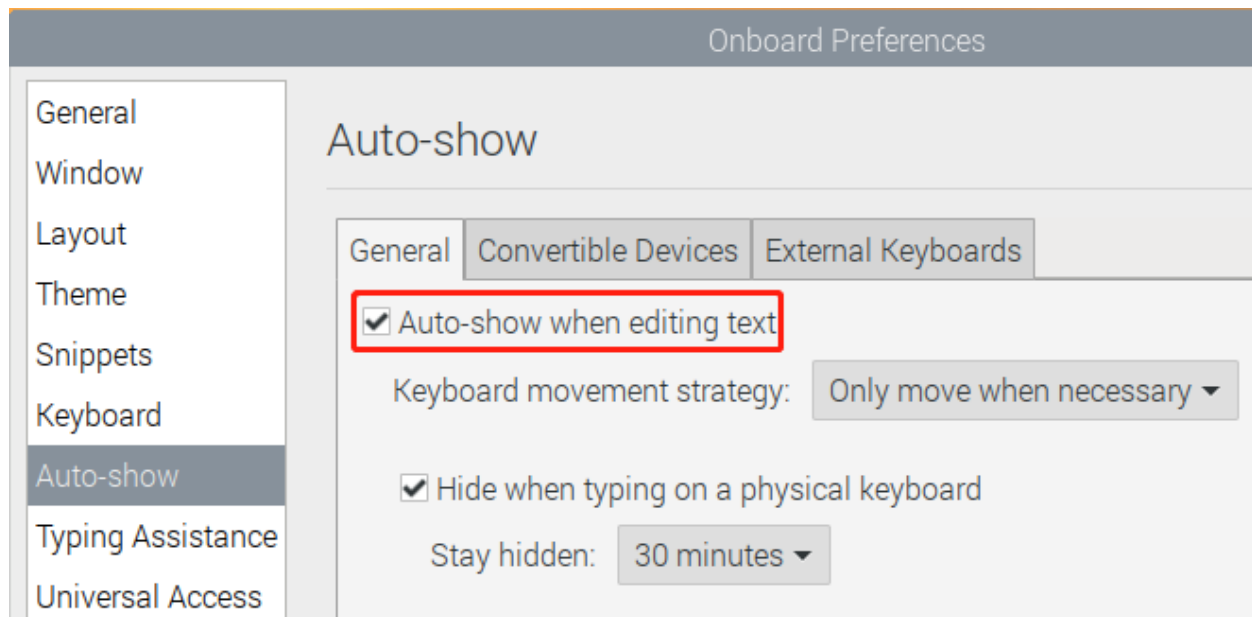 Onboard Preferences
General
Window
Layout
Theme
Snippets
Keyboard
Auto-show
Typing Assistance
Universal Access
Auto-show
General Convertible Devices External Keyboards
Auto-show when editing text
Keyboard movement strategy: Only move when necessary
Hide when typing on a physical keyboard
Stay hidden: 30 minutes